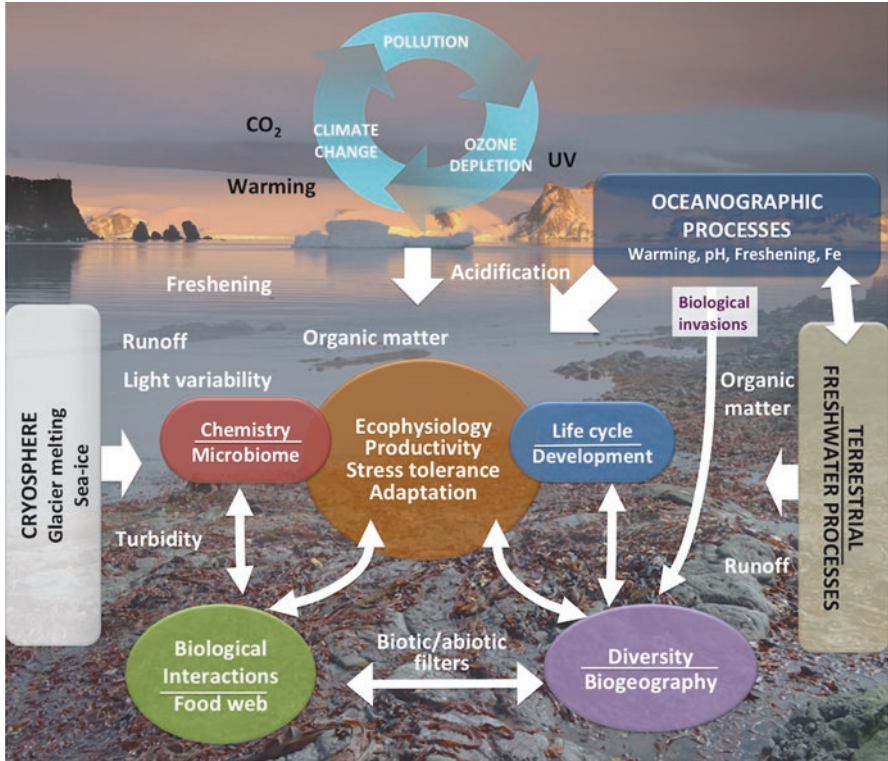 POLLUTION
CO₂
CLIMATE
CHANGE
OZONE
DEPLETION
UV
Warming
OCEANOGRAPHIC
PROCESSES
Warming, pH, Freshening, Fe
Freshening
Acidification
Biological
invasions
Runoff
Organic matter
Light variability
Organic
matter
CRYOSPHERE
Glacier melting
Sea-ice
Chemistry/
Microbiome
Ecophysiology
Productivity
Stress tolerance
Adaptation
Life cycle/
Development
TERRESTRIAL/
FRESHWATER PROCESSES
Turbidity
Runoff
Biological
Interactions/
Food web
Biotic/abiotic
filters
Diversity/
Biogeography